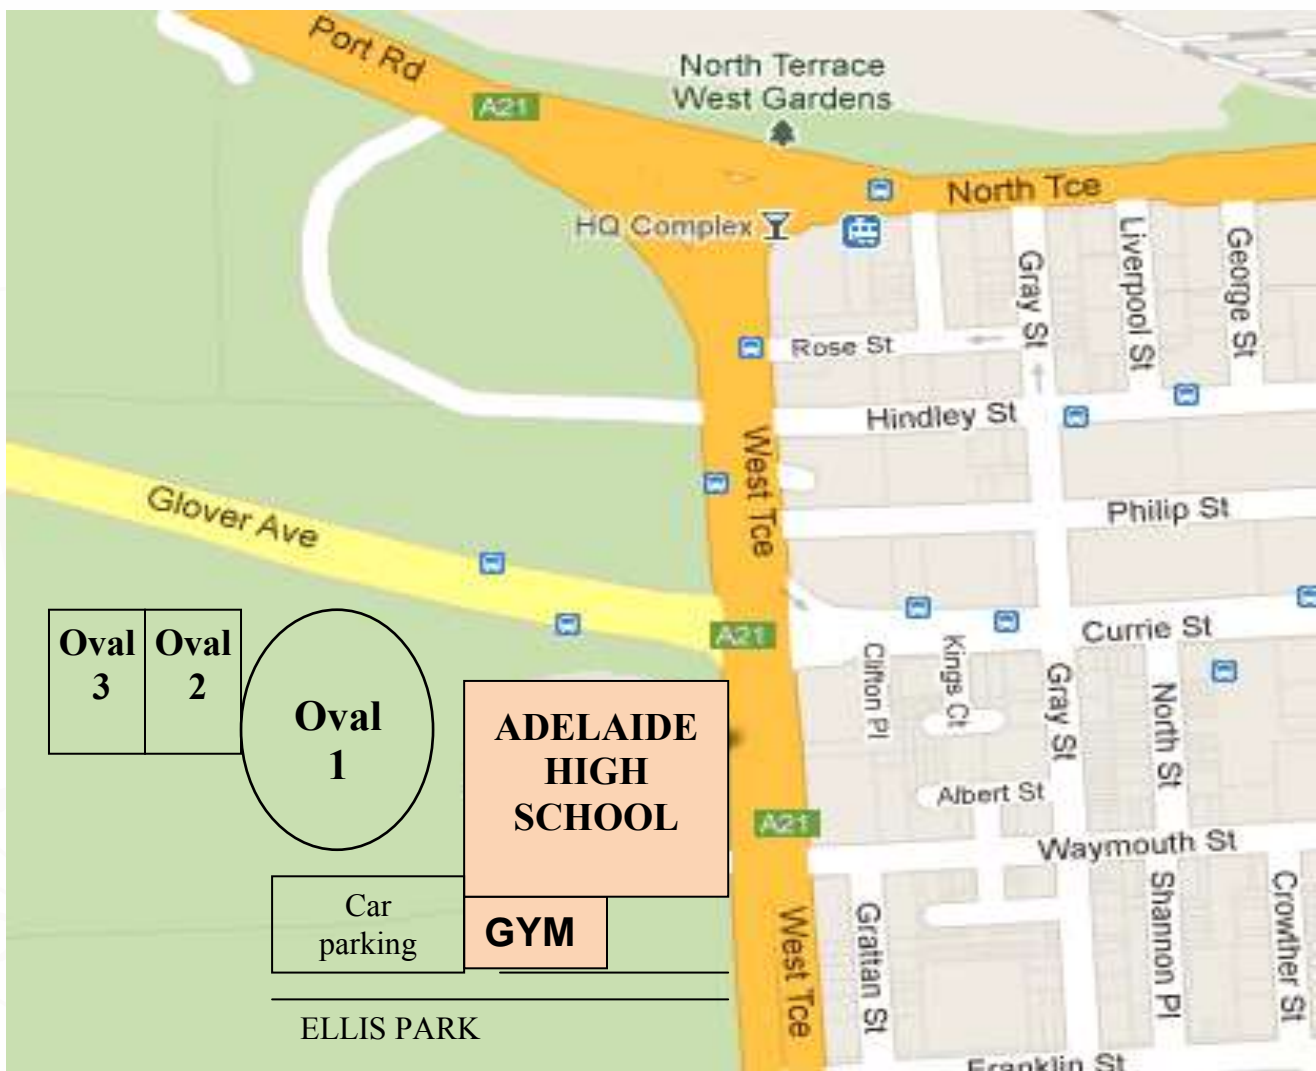 Port Rd
A21
North Terrace
West Gardens
North Tce
HQ Complex
Gray St
Liverpool St
George St
Rose St
Hindley St
West Tce
Philip St
Glover Ave
A21
Currie St
Clifton Pl
Kings Ct
Gray St
North St
Oval
3
Oval
2
Oval
1
ADELAIDE
HIGH
SCHOOL
Albert St
A21
Waymouth St
Car
parking
GYM
West Tce
Grattan St
Shannon Pl
Crowther St
ELLIS PARK
Franklin St